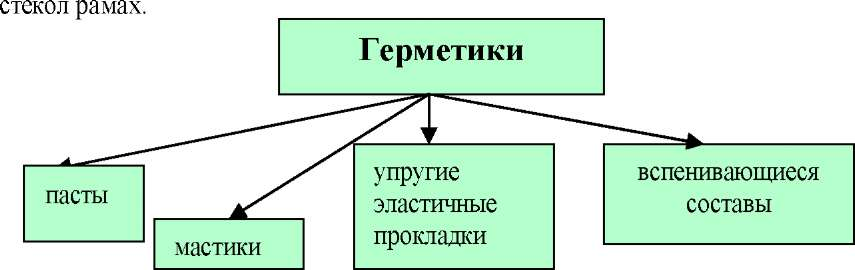 стекол рамах.
Герметики
пасты
мастики
упругие
эластичные
прокладки
вспенивающиеся
составы